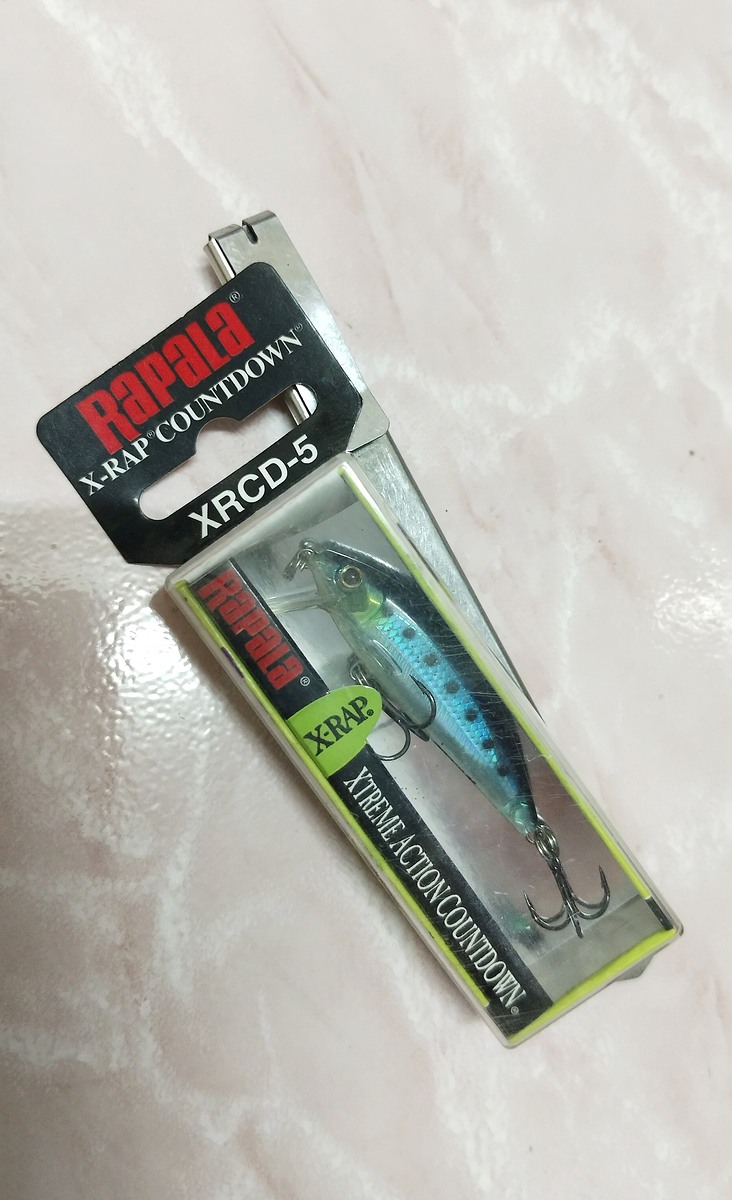 Rapala®
X-RAP® COUNTDOWN®
XRCD-5
Rapala®
X-RAP®
XTREME ACTION COUNTDOWN®